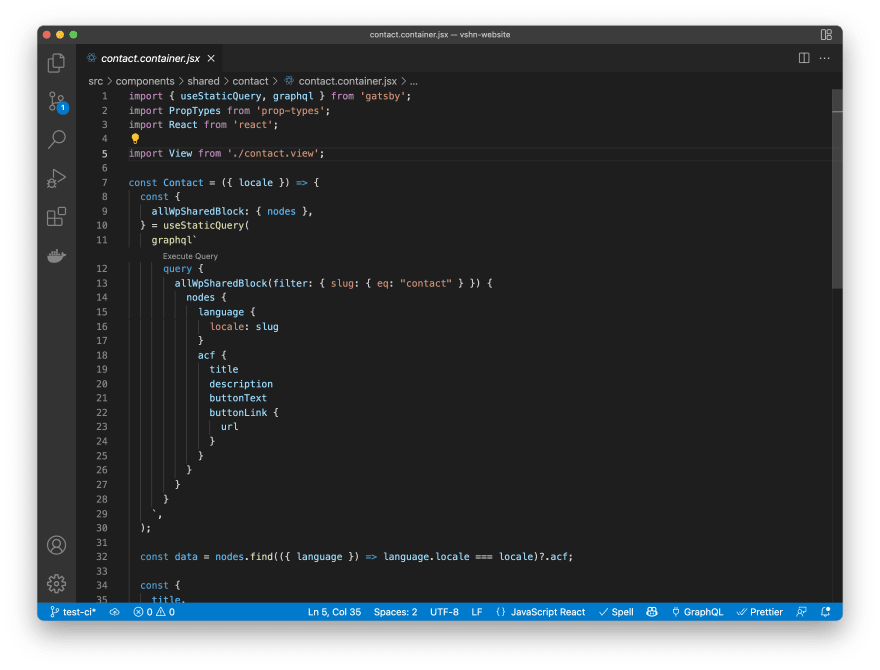 contact.container.jsx — vshn-website
contact.container.jsx
src > components > shared > contact > contact.container.jsx > ...
1
1 import { useStaticQuery, graphql } from 'gatsby';
2 import PropTypes from 'prop-types';
3 import React from 'react';
4
5 import View from './contact.view';
6
7 const Contact = ({ locale }) => {
8 const {
9 allWpSharedBlock: { nodes },
10 } = useStaticQuery(
11 graphql`
Execute Query
12 query {
13 allWpSharedBlock(filter: { slug: { eq: "contact" } }) {
14 nodes {
15 language {
16 locale: slug
17 }
18 acf {
19 title
20 description
21 buttonText
22 buttonLink {
23 url
24 }
25 }
26 }
27 }
28 }
29 `,
30 );
31
32 const data = nodes.find(({ language }) => language.locale === locale)?.acf;
33
34 const {
35 title,
test-ci* 0 0 Ln 5, Col 35 Spaces: 2 UTF-8 LF {} JavaScript React Spell GraphQL Prettier